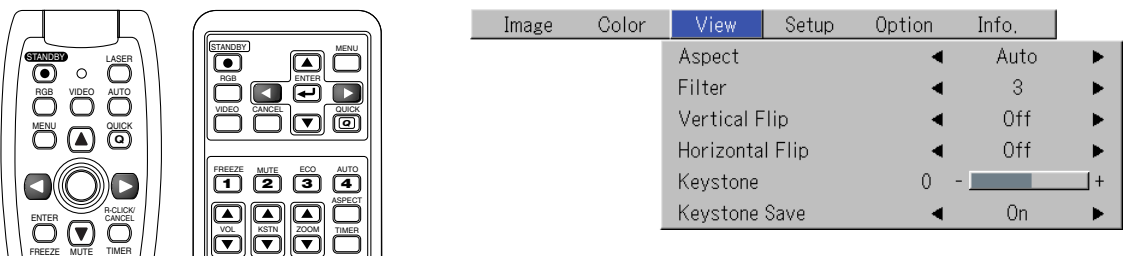 STANDBY LASER
RGB VIDEO AUTO
MENU QUICK
Q
ENTER R-CLICK/
CANCEL
FREEZE MUTE TIMER
STANDBY MENU
RGB ENTER
VIDEO CANCEL QUICK
Q
FREEZE MUTE ECO AUTO
1 2 3 4
ASPECT
VOL KSTN ZOOM TIMER
Image Color View Setup Option Info.
Aspect Auto
Filter 3
Vertical Flip Off
Horizontal Flip Off
Keystone 0 - +
Keystone Save On